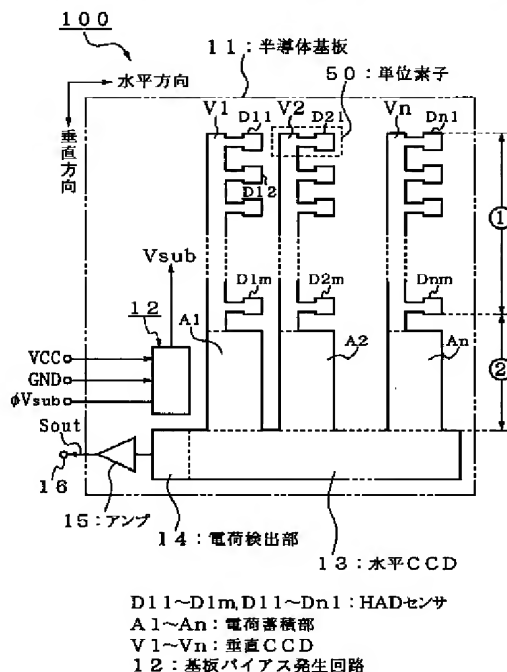 100
11:半導体基板
50:単位素子
水平方向
垂直方向
V1 D11 V2 D21 Vn Dn1
D12
①
Vsub
D1m D2m Dnm
12
A1 A2 An
②
VCC
GND
φVsub
Sout
16
15:アンプ
14:電荷検出部
13:水平CCD
D11~D1m,D11~Dn1:HADセンサ
A1~An:電荷蓄積部
V1~Vn:垂直CCD
12:基板バイアス発生回路